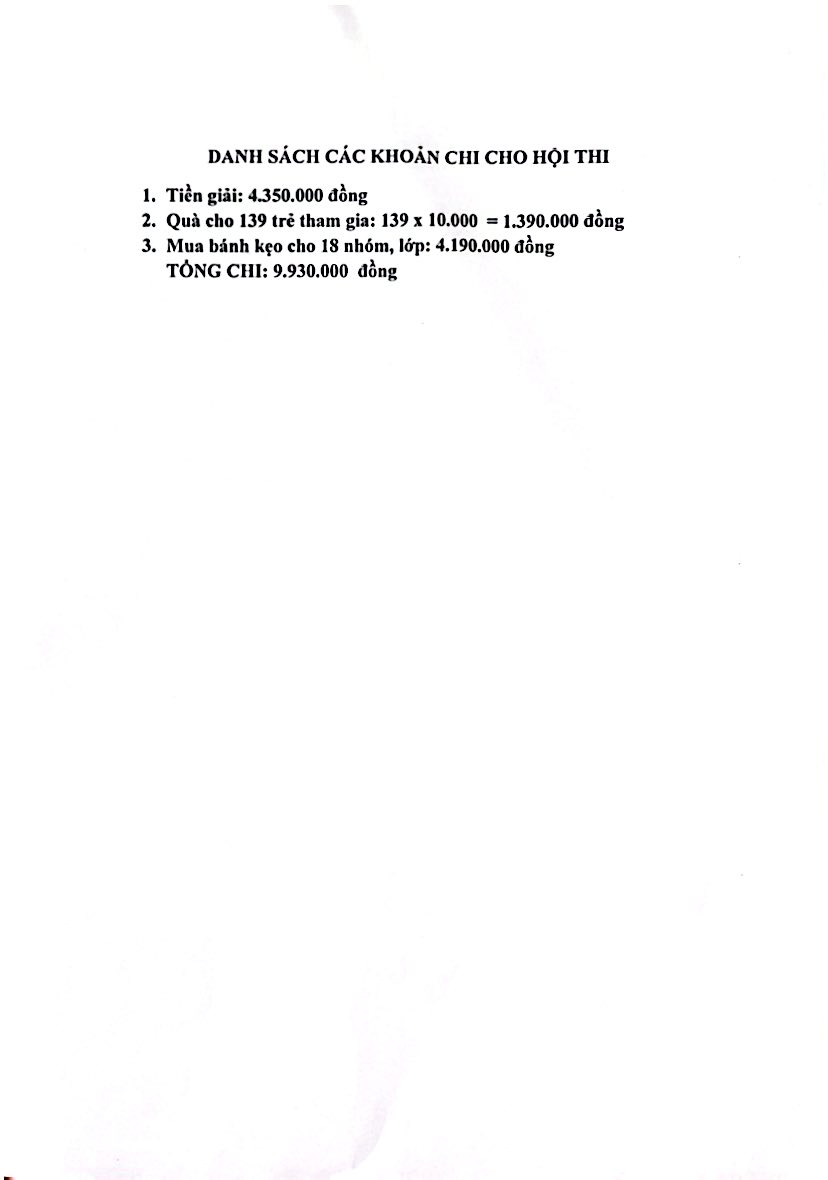 DANH SÁCH CÁC KHOẢN CHI CHO HỘI THI
1. Tiền giải: 4.350.000 đồng
2. Quà cho 139 trẻ tham gia: 139 x 10.000 = 1.390.000 đồng
3. Mua bánh kẹo cho 18 nhóm, lớp: 4.190.000 đồng
TỔNG CHI: 9.930.000 đồng